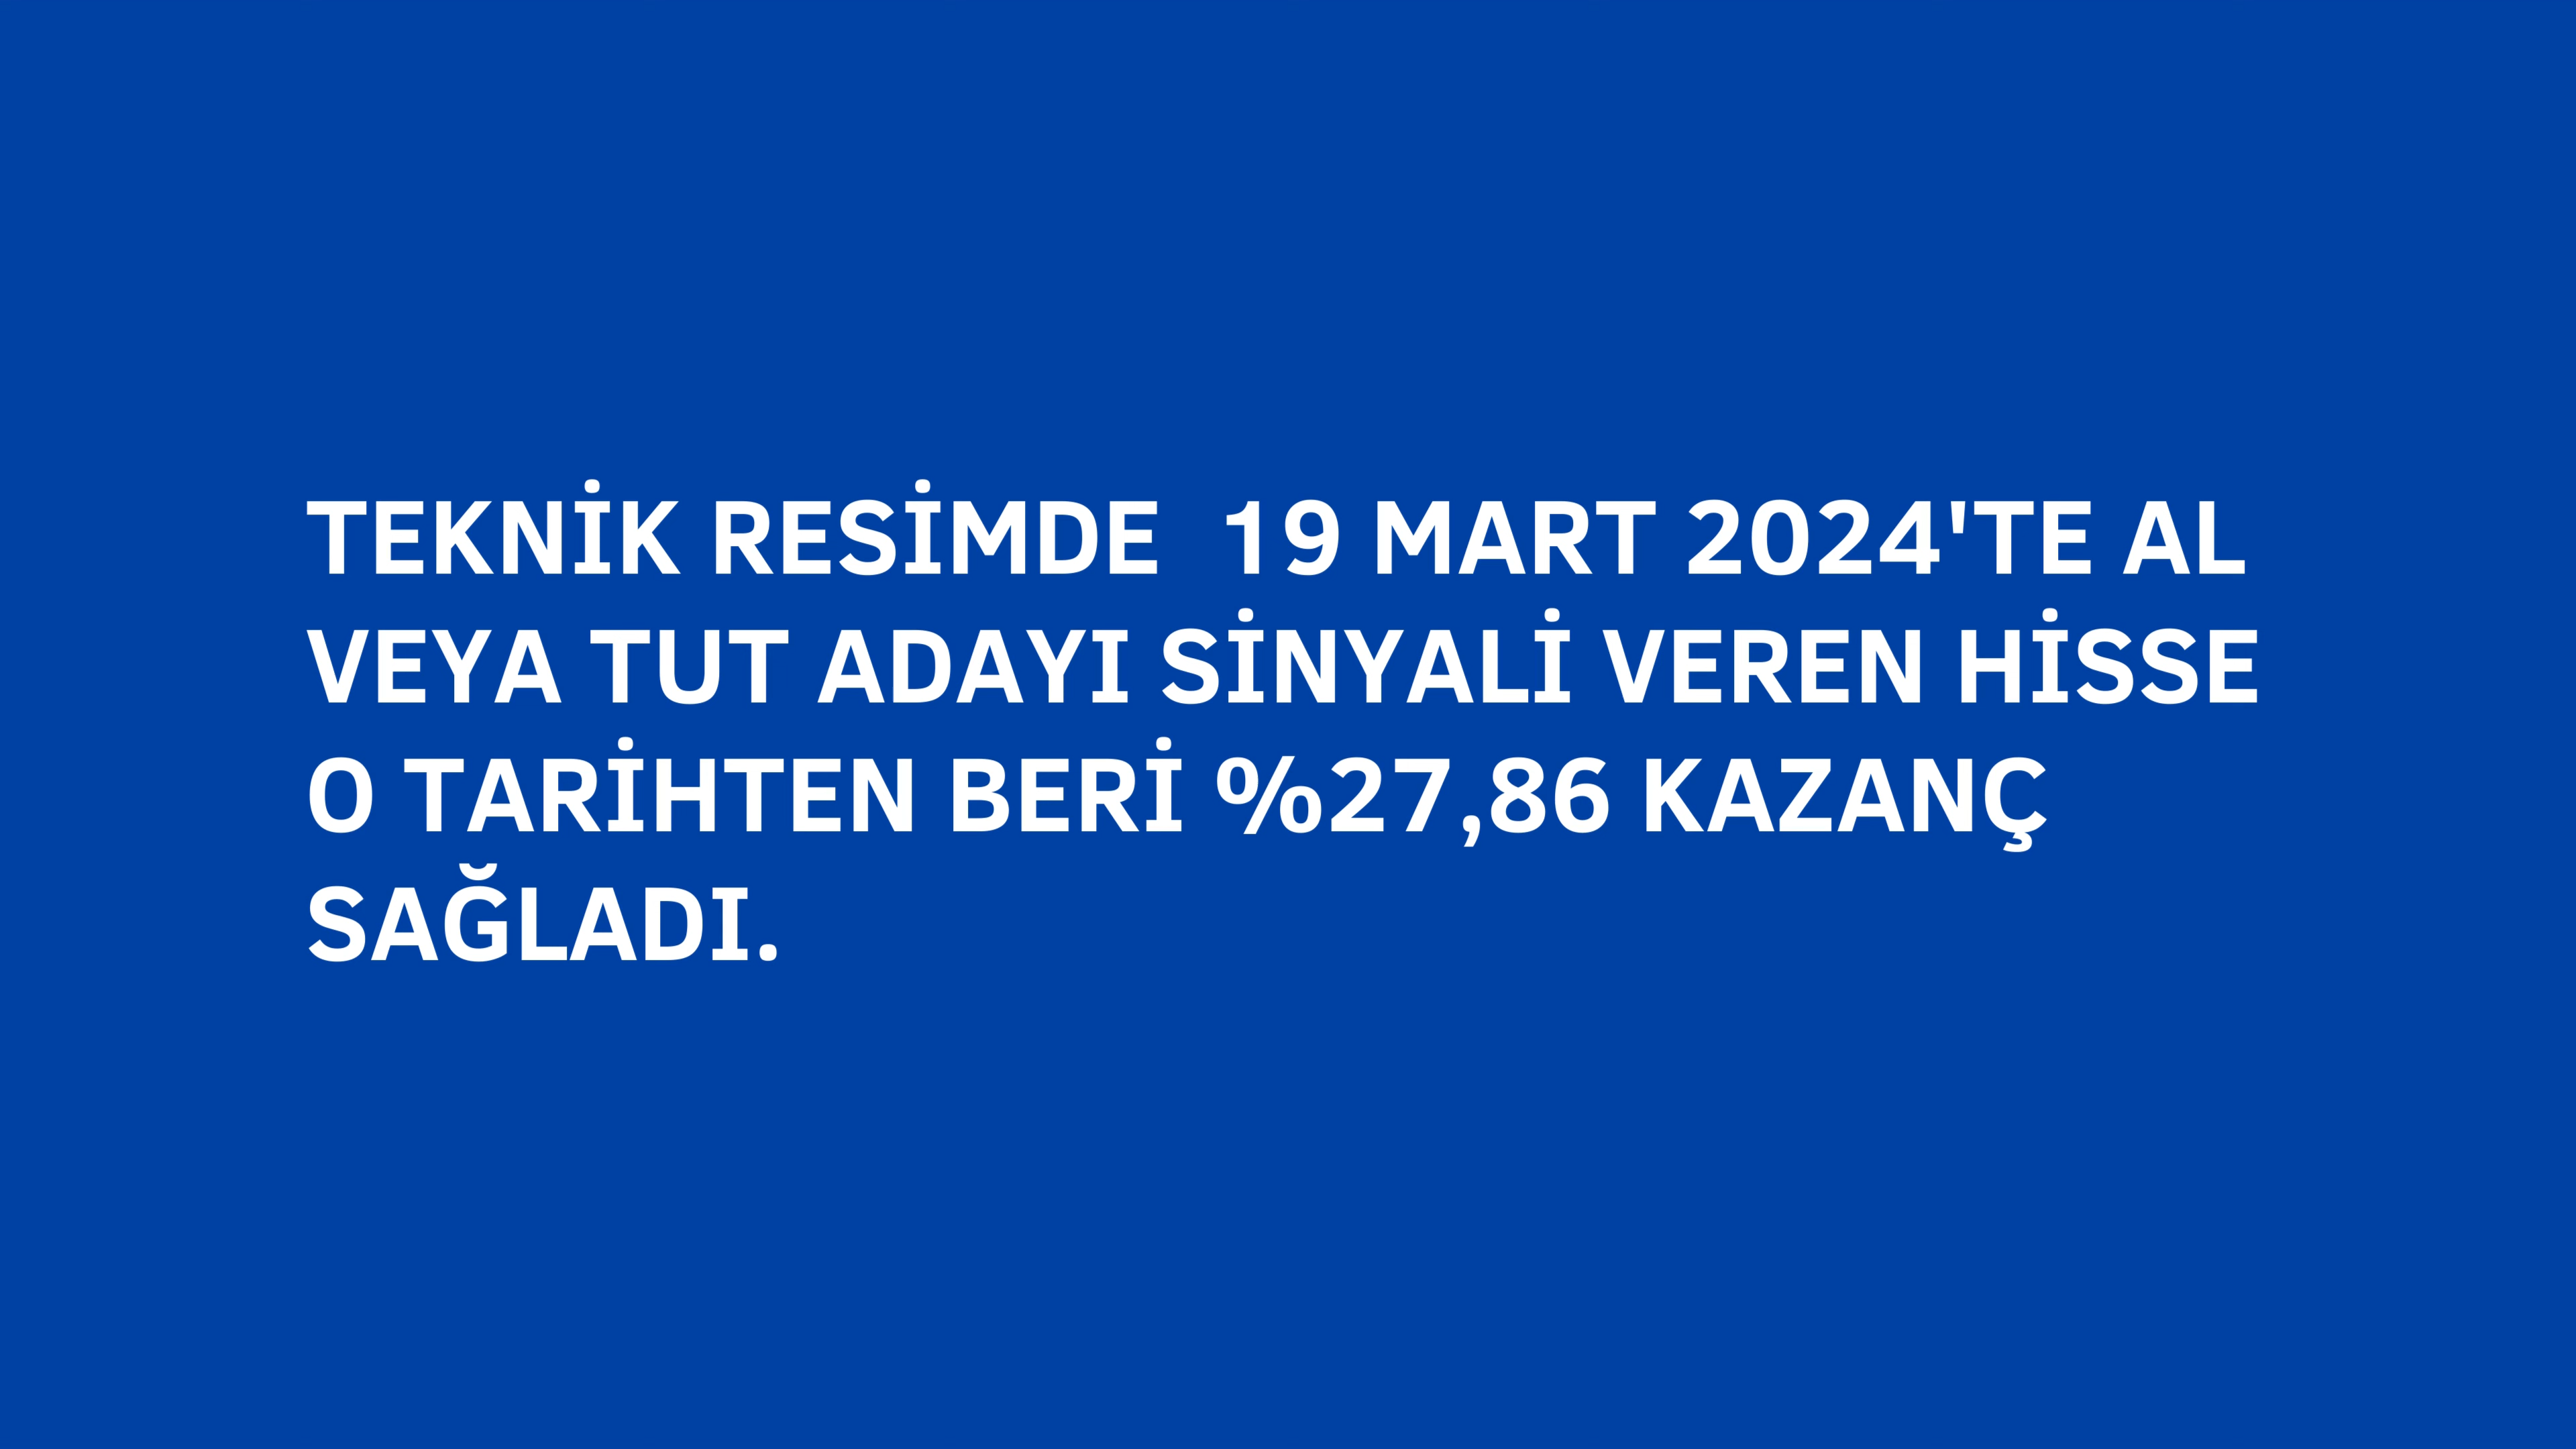 TEKNİK RESİMDE  19 MART 2024'TE AL
VEYA TUT ADAYI SİNYALİ VEREN HİSSE
O TARİHTEN BERİ %27,86 KAZANÇ
SAĞLADI.